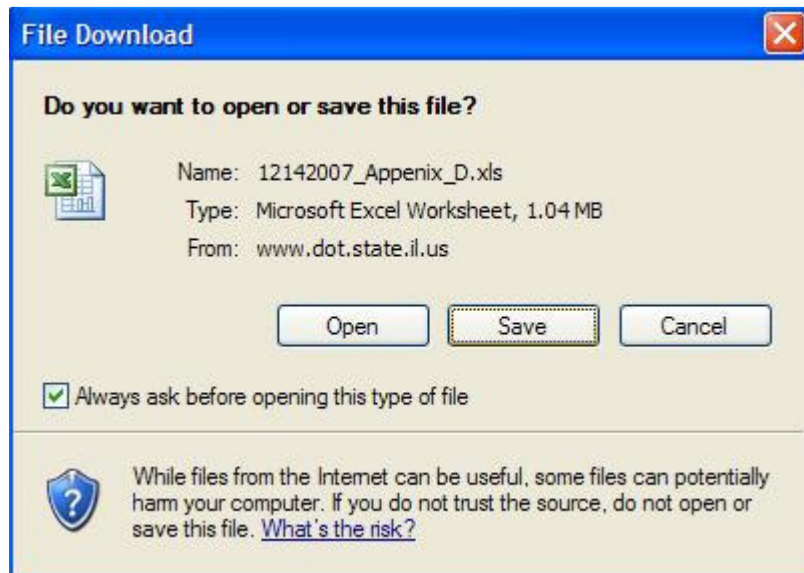 File Download
Do you want to open or save this file?
Name: 12142007_Appenix_D.xls
Type: Microsoft Excel Worksheet, 1.04 MB
From: www.dot.state.il.us
Open Save Cancel
Always ask before opening this type of file
While files from the Internet can be useful, some files can potentially
harm your computer. If you do not trust the source, do not open or
save this file. What's the risk?